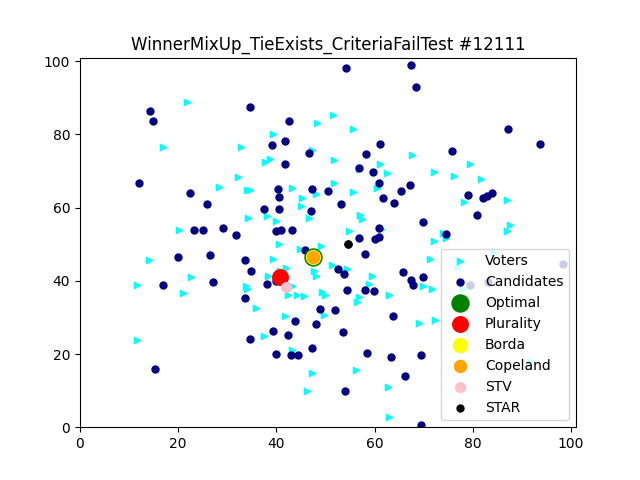 WinnerMixUp_TieExists_CriteriaFailTest #12111
100
80
60
40
20
0
0 20 40 60 80 100
Voters
Candidates
Optimal
Plurality
Borda
Copeland
STV
STAR